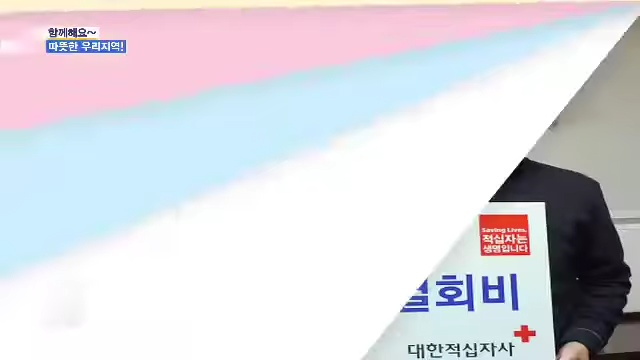 함께해요~
따뜻한 우리지역!
Saving Lives,
적십자는
생명입니다
회비
대한적십자사